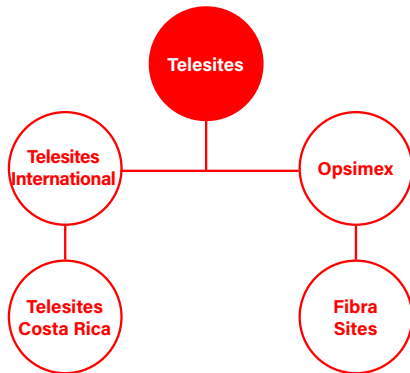 Telesites
Telesites
International
Opsimex
Telesites
Costa Rica
Fibra
Sites